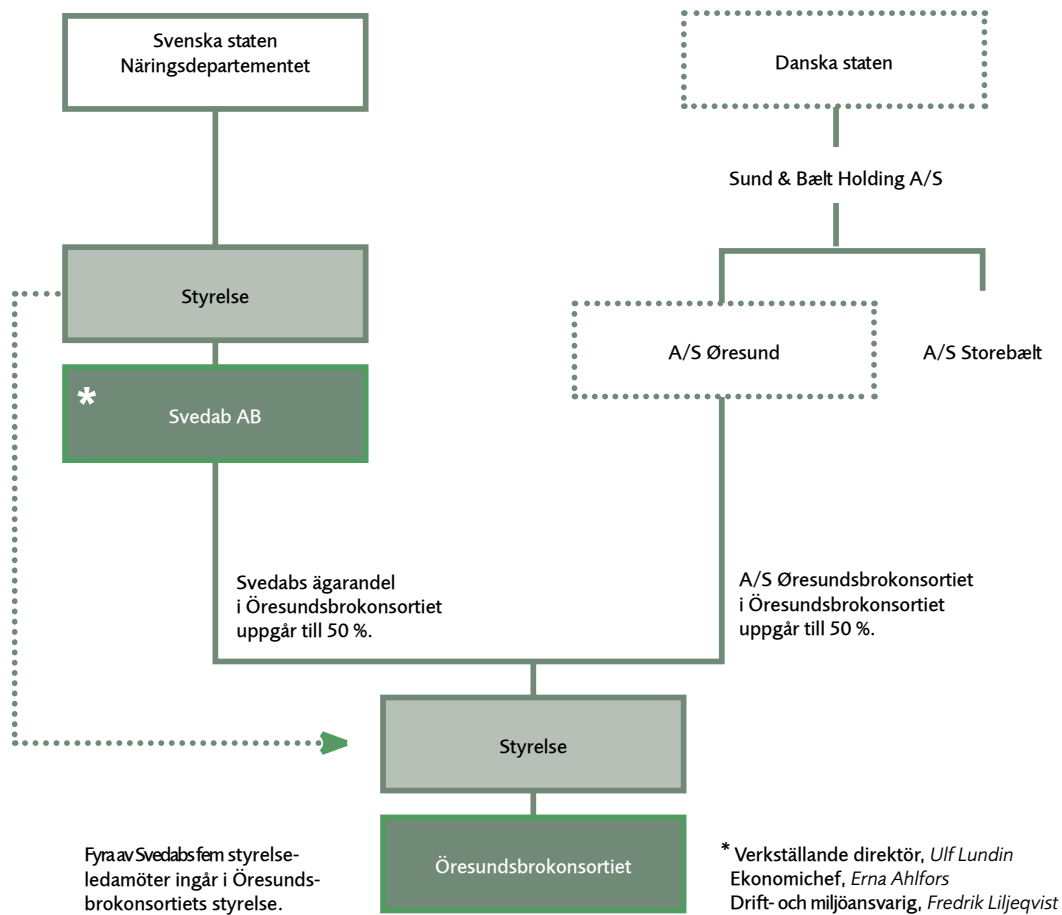 Svenska staten
Näringsdepartementet
Danska staten
Sund & Bælt Holding A/S
Styrelse
A/S Øresund
A/S Storebælt
*
Svedab AB
Svedabs ägarandel
i Öresundsbrokonsortiet
uppgår till 50 %.
A/S Øresundsbrokonsortiet
i Öresundsbrokonsortiet
uppgår till 50 %.
Styrelse
Öresundsbrokonsortiet
Fyra av Svedabs fem styrelse-
ledamöter ingår i Öresunds-
brokonsortiets styrelse.
* Verkställande direktör, Ulf Lundin
Ekonomichef, Erna Ahlfors
Drift- och miljöansvarig, Fredrik Liljeqvist